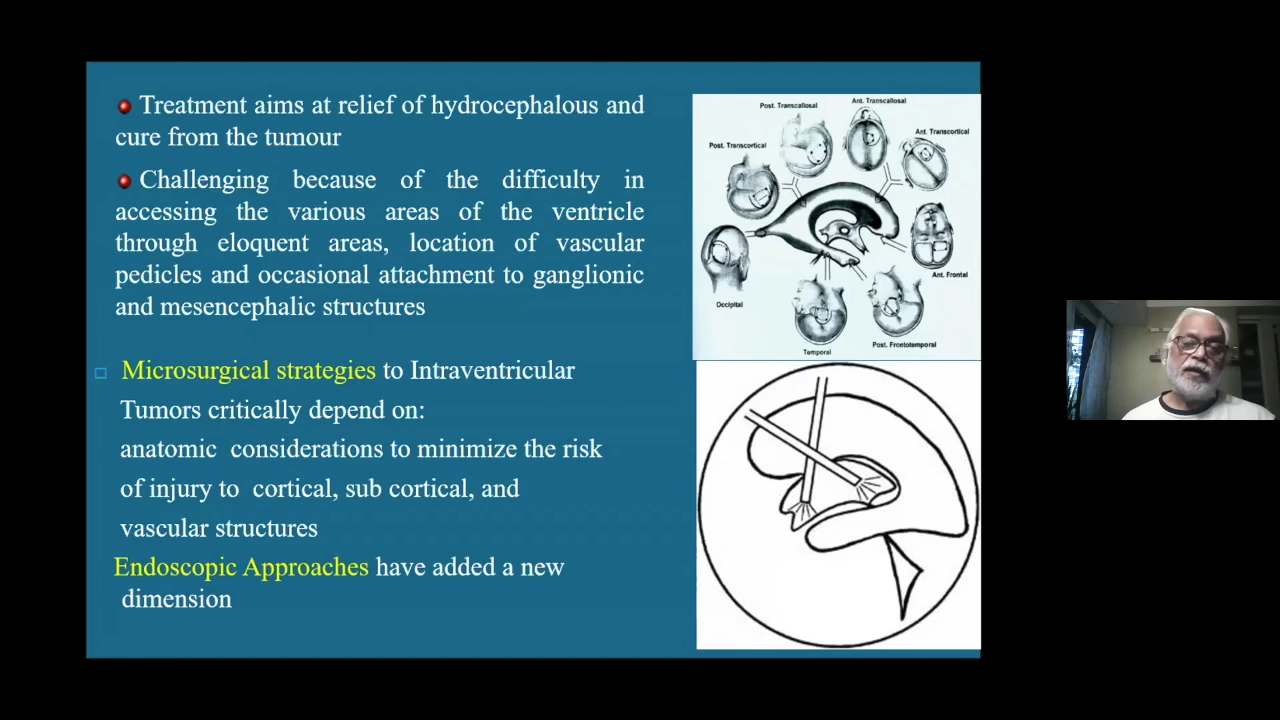 Treatment aims at relief of hydrocephalous and
cure from the tumour
Challenging because of the difficulty in
accessing the various areas of the ventricle
through eloquent areas, location of vascular
pedicles and occasional attachment to ganglionic
and mesencephalic structures
Microsurgical strategies to Intraventricular
Tumors critically depend on:
anatomic considerations to minimize the risk
of injury to cortical, sub cortical, and
vascular structures
Endoscopic Approaches have added a new
dimension
Post. Transcallosal
Ant. Transcallosal
Ant. Transcortical
Post. Transcortical
Ant. Frontal
Occipital
Post. Frontotemporal
Temporal